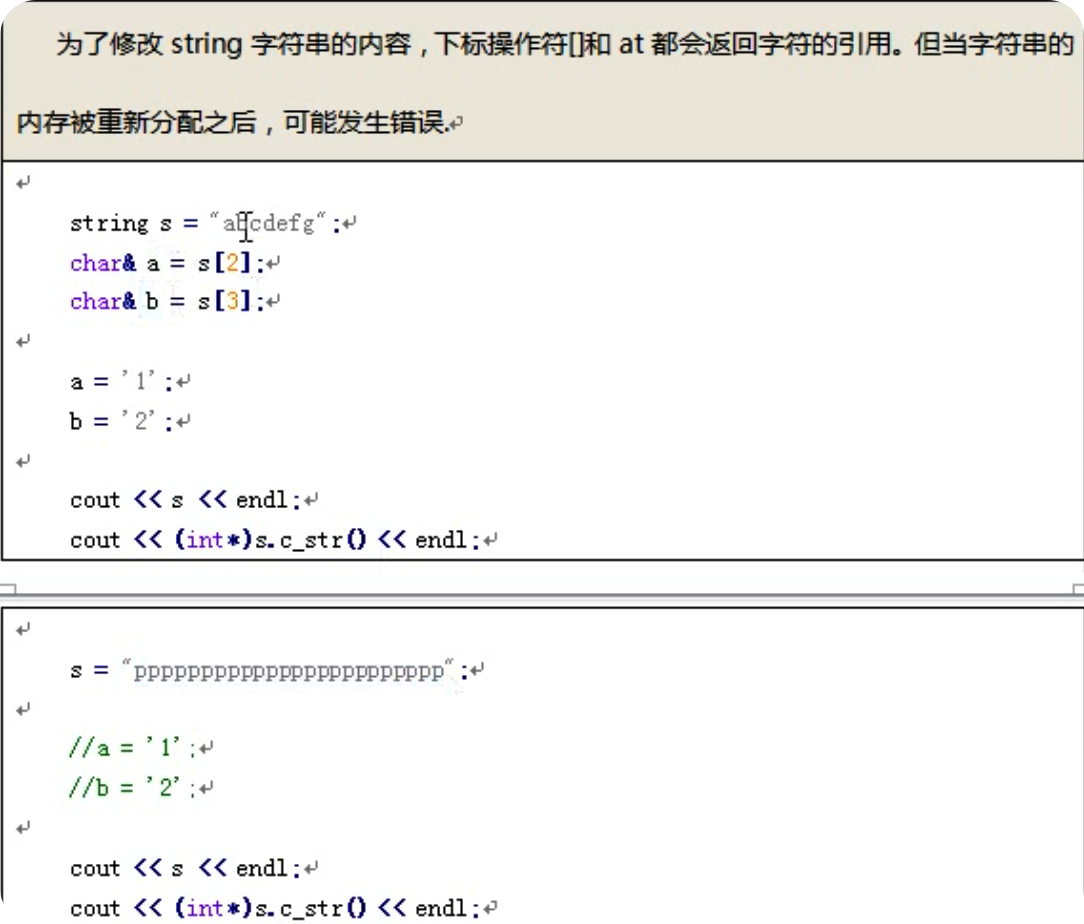 为了修改 string 字符串的内容，下标操作符[]和 at 都会返回字符的引用。但当字符串的
内存被重新分配之后，可能发生错误.
string s = "abcdefg";
char& a = s[2];
char& b = s[3];
a = '1';
b = '2';
cout << s << endl;
cout << (int*)s.c_str() << endl;
s = "pppppppppppppppppppppppp";
//a = '1';
//b = '2';
cout << s << endl;
cout << (int*)s.c_str() << endl;